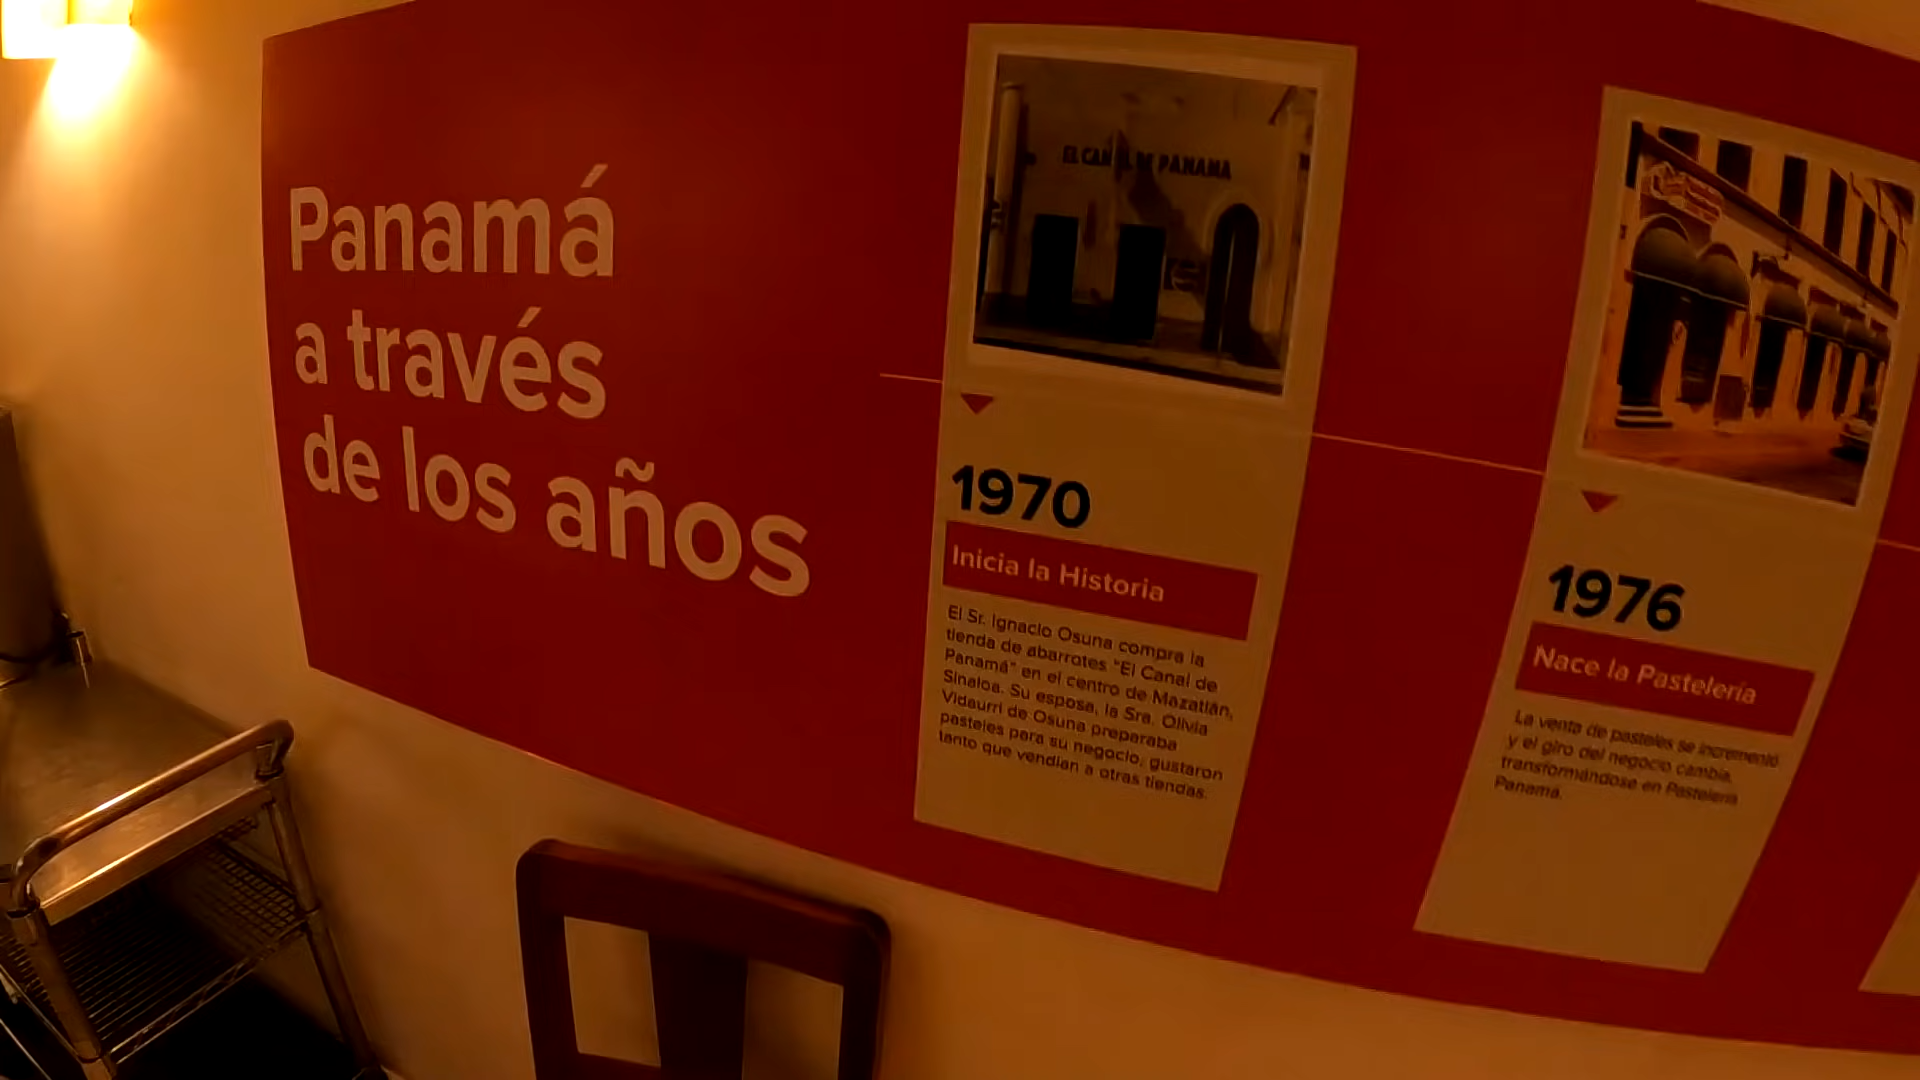 Panamá
a través
de los años
EL CANAL DE PANAMA
1970
Inicia la Historia
El Sr. Ignacio Osuna compra la
tienda de abarrotes "El Canal de
Panamá" en el centro de Mazatlán,
Sinaloa. Su esposa, la Sra. Olivia
Vidaurri de Osuna preparaba
pasteles para su negocio, gustaron
tanto que vendían a otras tiendas.
1976
Nace la Pastelería
La venta de pasteles se incrementó
y el giro del negocio cambia,
transformándose en Pastelería
Panamá.